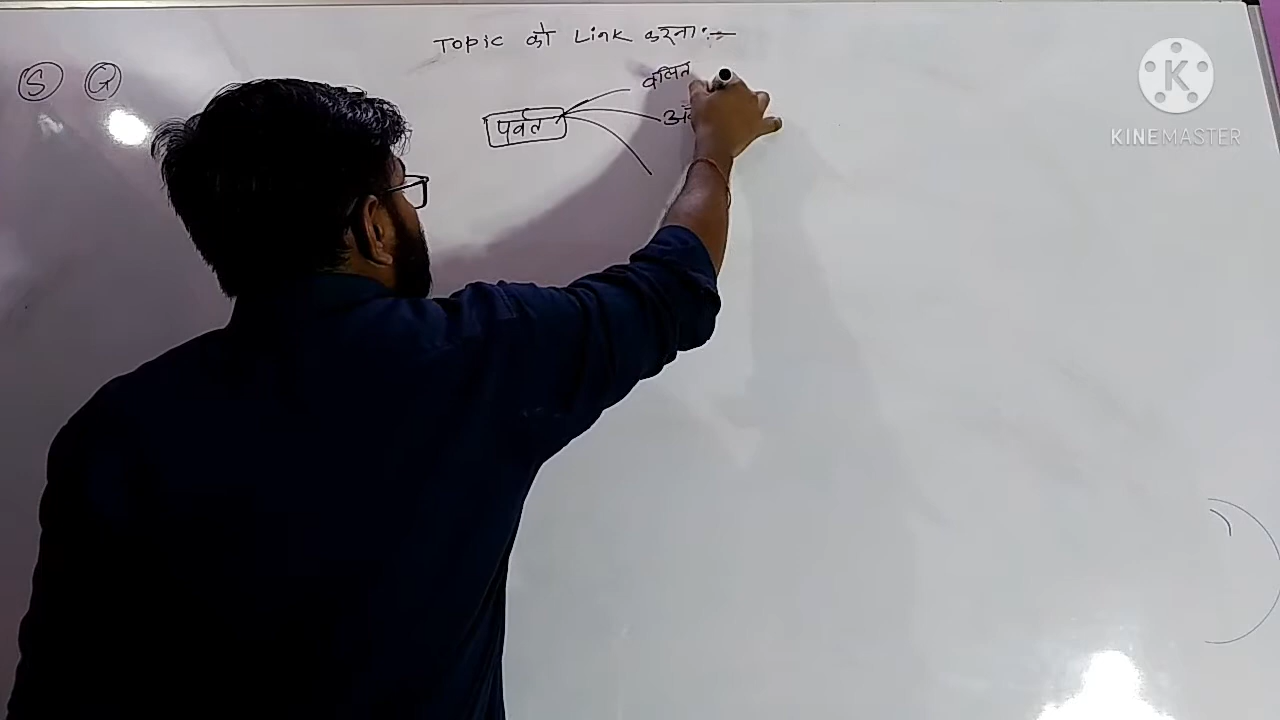 Topic को Link करना:-
S G
वलित
पर्वत
K
KINEMASTER